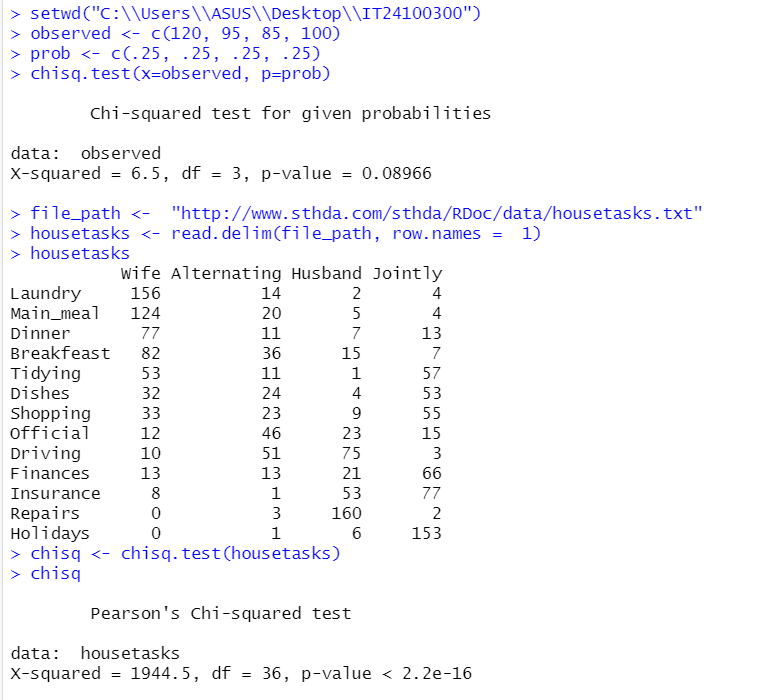 > setwd("C:\\Users\\ASUS\\Desktop\\IT24100300")
> observed <- c(120, 95, 85, 100)
> prob <- c(.25, .25, .25, .25)
> chisq.test(x=observed, p=prob)
        Chi-squared test for given probabilities
data:  observed
X-squared = 6.5, df = 3, p-value = 0.08966
> file_path <-  "http://www.sthda.com/sthda/RDoc/data/housetasks.txt"
> housetasks <- read.delim(file_path, row.names =  1)
> housetasks
           Wife Alternating Husband Jointly
Laundry     156          14       2       4
Main_meal   124          20       5       4
Dinner       77          11       7      13
Breakfeast   82          36      15       7
Tidying      53          11       1      57
Dishes       32          24       4      53
Shopping     33          23       9      55
Official     12          46      23      15
Driving      10          51      75       3
Finances     13          13      21      66
Insurance     8           1      53      77
Repairs       0           3     160       2
Holidays      0           1       6     153
> chisq <- chisq.test(housetasks)
> chisq
        Pearson's Chi-squared test
data:  housetasks
X-squared = 1944.5, df = 36, p-value < 2.2e-16